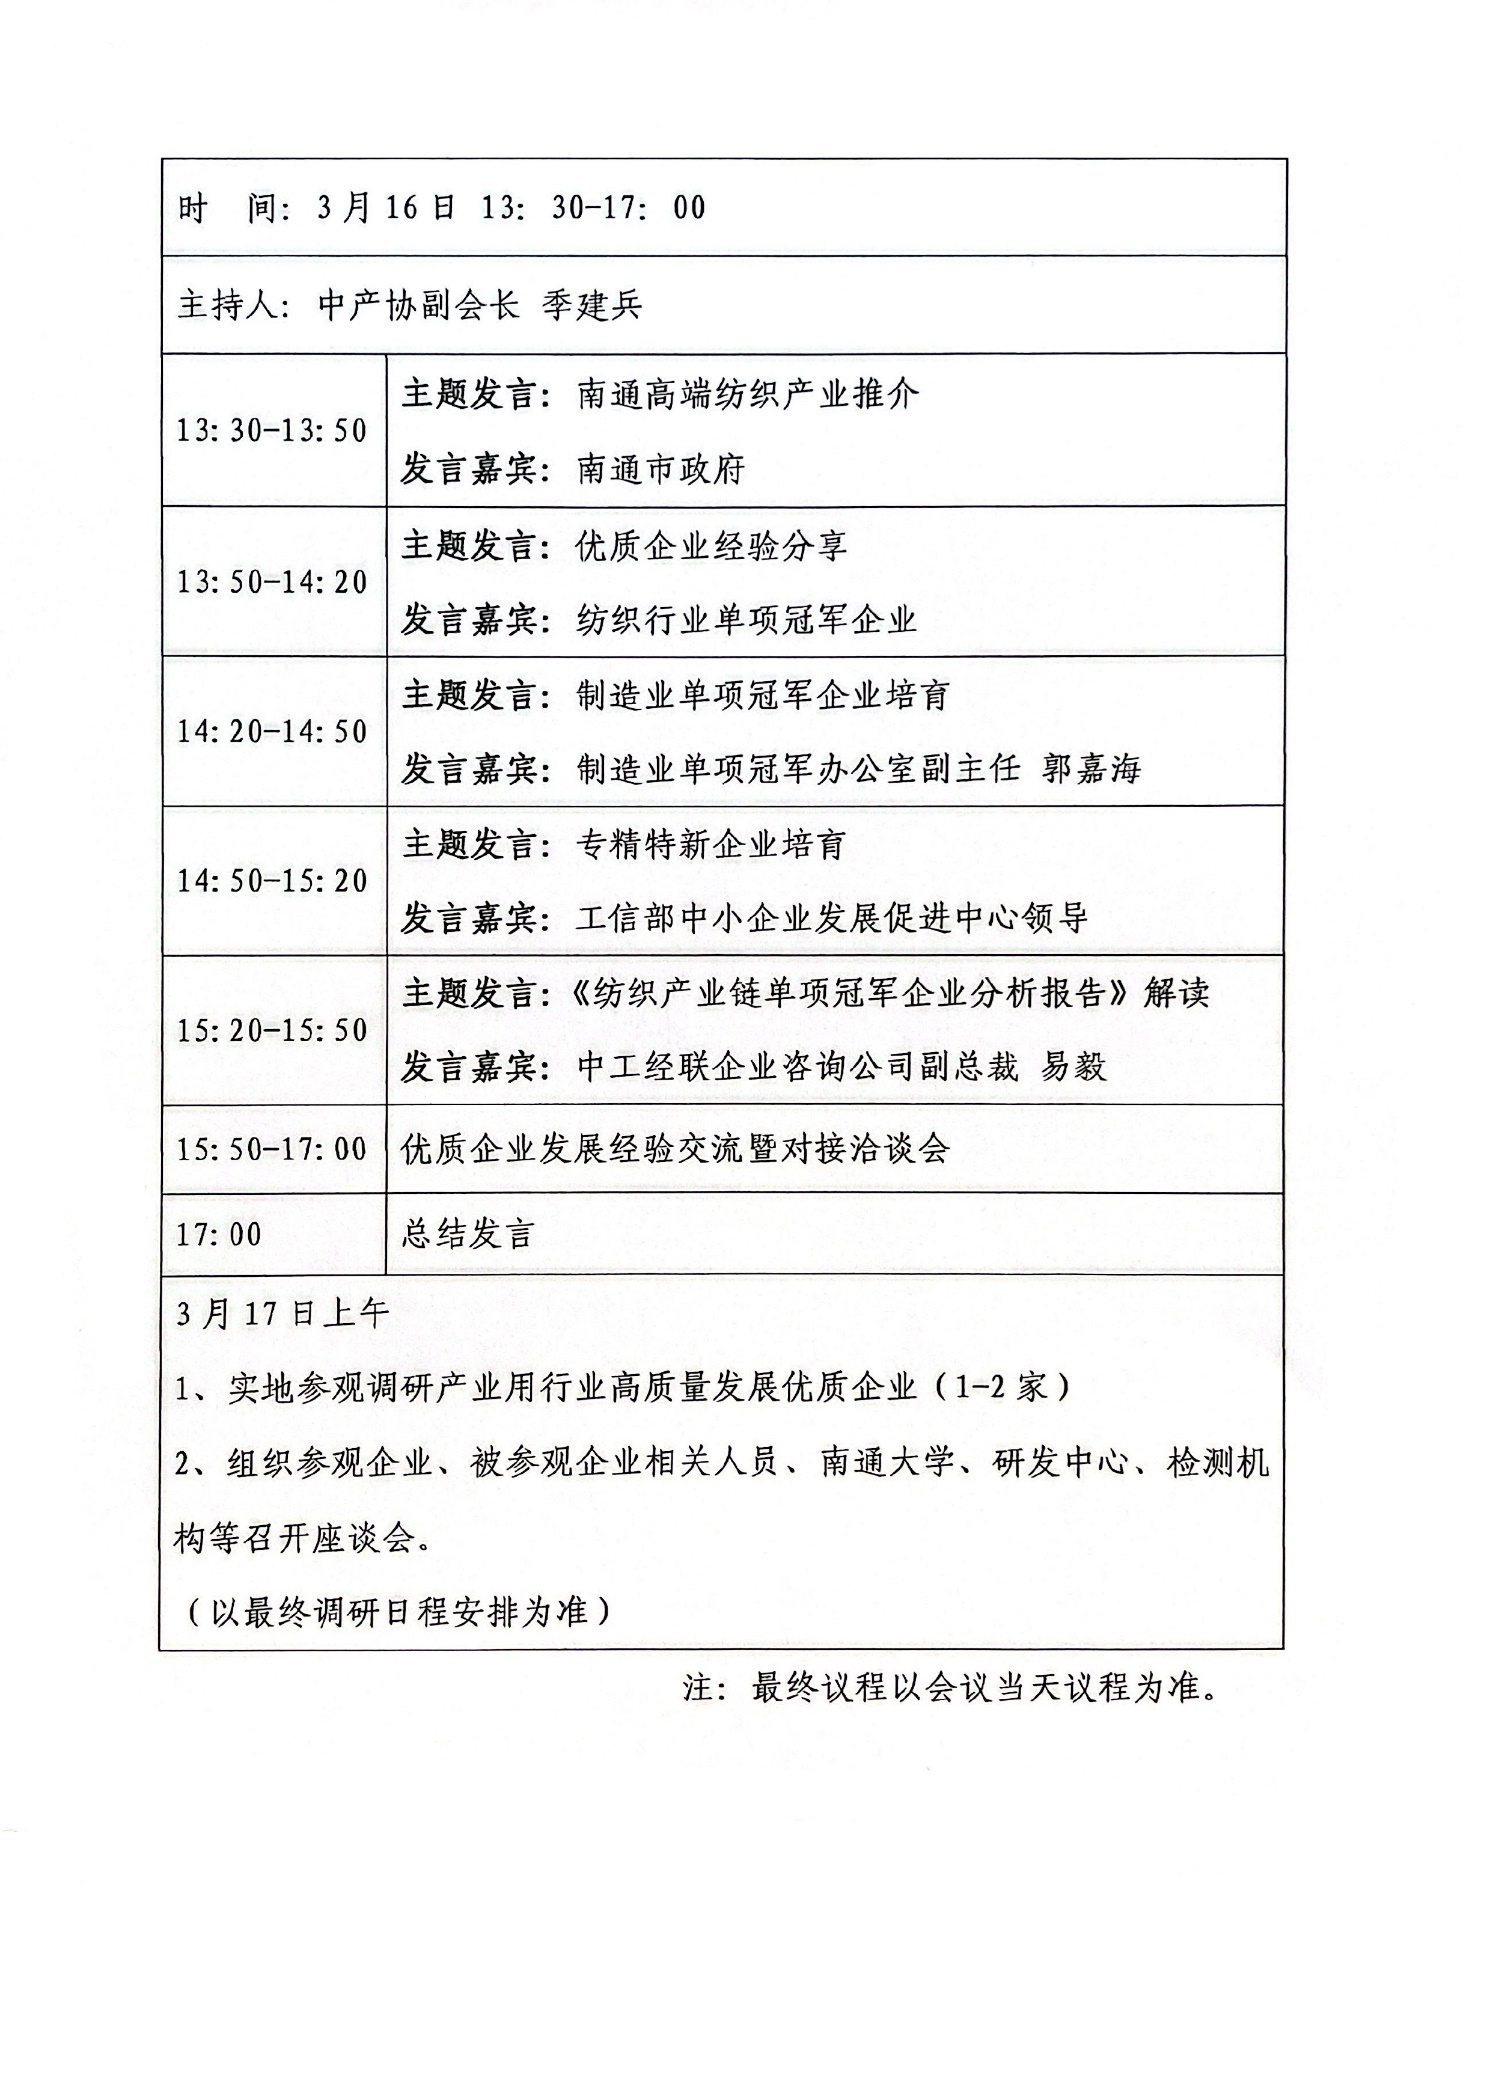 时　间：3月16日 13：30-17：00
主持人：中产协副会长 季建兵
13:30-13:50
主题发言：南通高端纺织产业推介
发言嘉宾：南通市政府
13:50-14:20
主题发言：优质企业经验分享
发言嘉宾：纺织行业单项冠军企业
14:20-14:50
主题发言：制造业单项冠军企业培育
发言嘉宾：制造业单项冠军办公室副主任 郭嘉海
14:50-15:20
主题发言：专精特新企业培育
发言嘉宾：工信部中小企业发展促进中心领导
15:20-15:50
主题发言：《纺织产业链单项冠军企业分析报告》解读
发言嘉宾：中工经联企业咨询公司副总裁 易毅
15:50-17:00
优质企业发展经验交流暨对接洽谈会
17:00
总结发言
3月17日上午
1、实地参观调研产业用行业高质量发展优质企业（1-2家）
2、组织参观企业、被参观企业相关人员、南通大学、研发中心、检测机
构等召开座谈会。
（以最终调研日程安排为准）
注：最终议程以会议当天议程为准。